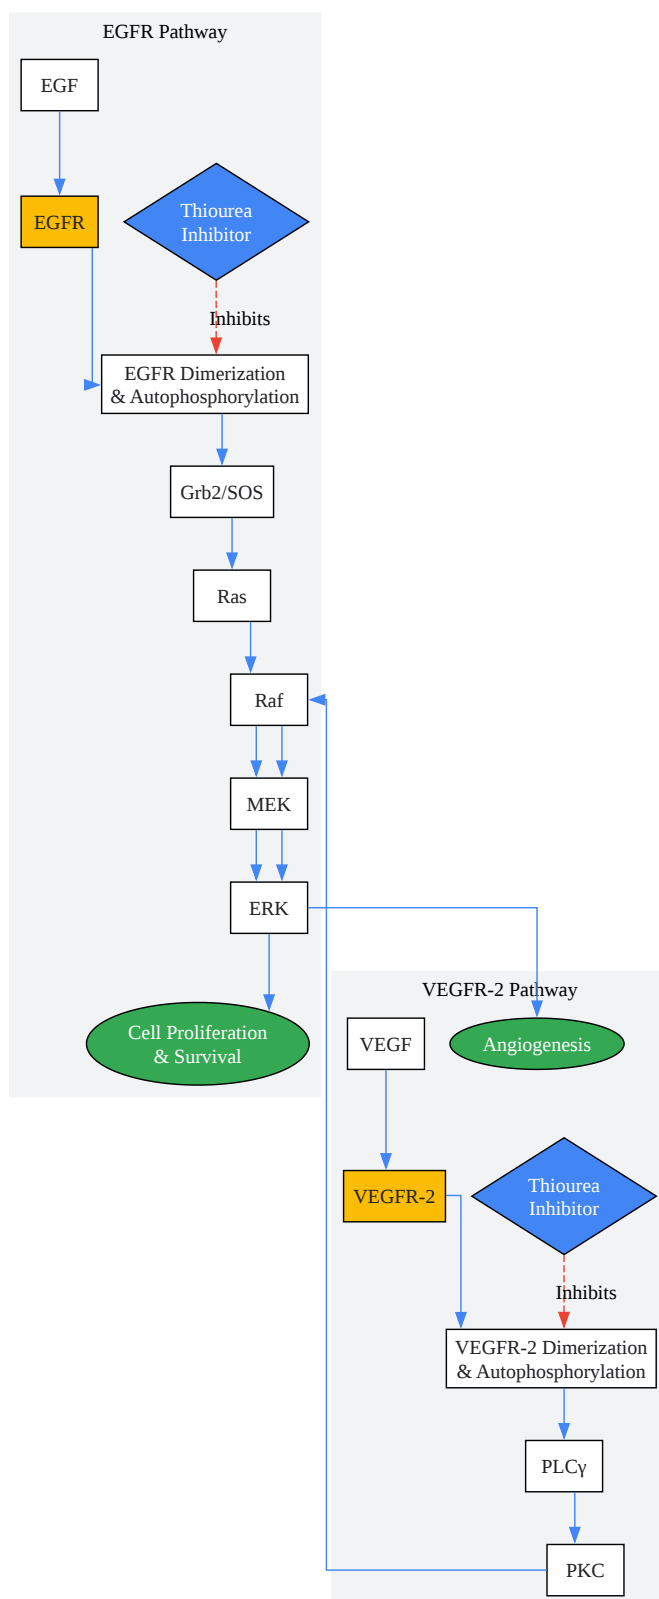 EGFR Pathway
EGF
EGFR
Thiourea
Inhibitor
Inhibits
EGFR Dimerization
& Autophosphorylation
Grb2/SOS
Ras
Raf
MEK
ERK
Cell Proliferation
& Survival
VEGFR-2 Pathway
VEGF
Angiogenesis
VEGFR-2
Thiourea
Inhibitor
Inhibits
VEGFR-2 Dimerization
& Autophosphorylation
PLCγ
PKC